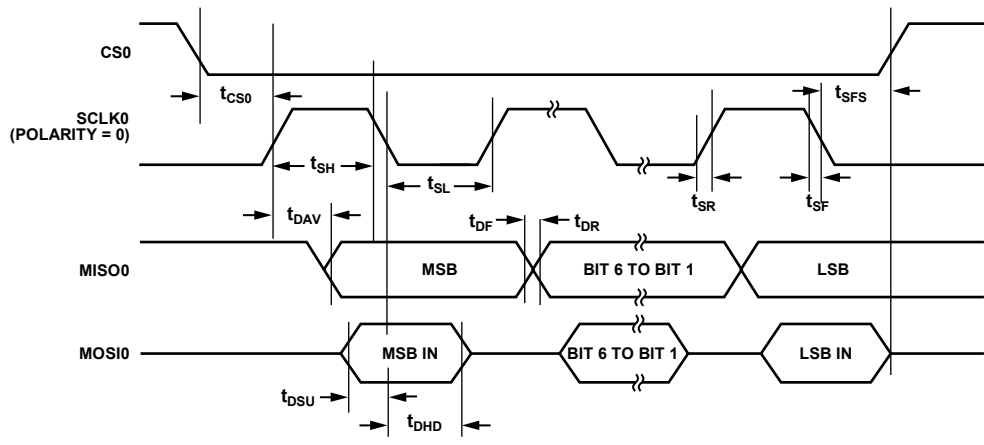 CS0
tCS0
tSFS
SCLK0
(POLARITY = 0)
tSH
tSL
tSR
tSF
tDAV
tDF
tDR
MISO0
MSB
BIT 6 TO BIT 1
LSB
MOSI0
MSB IN
BIT 6 TO BIT 1
LSB IN
tDSU
tDHD